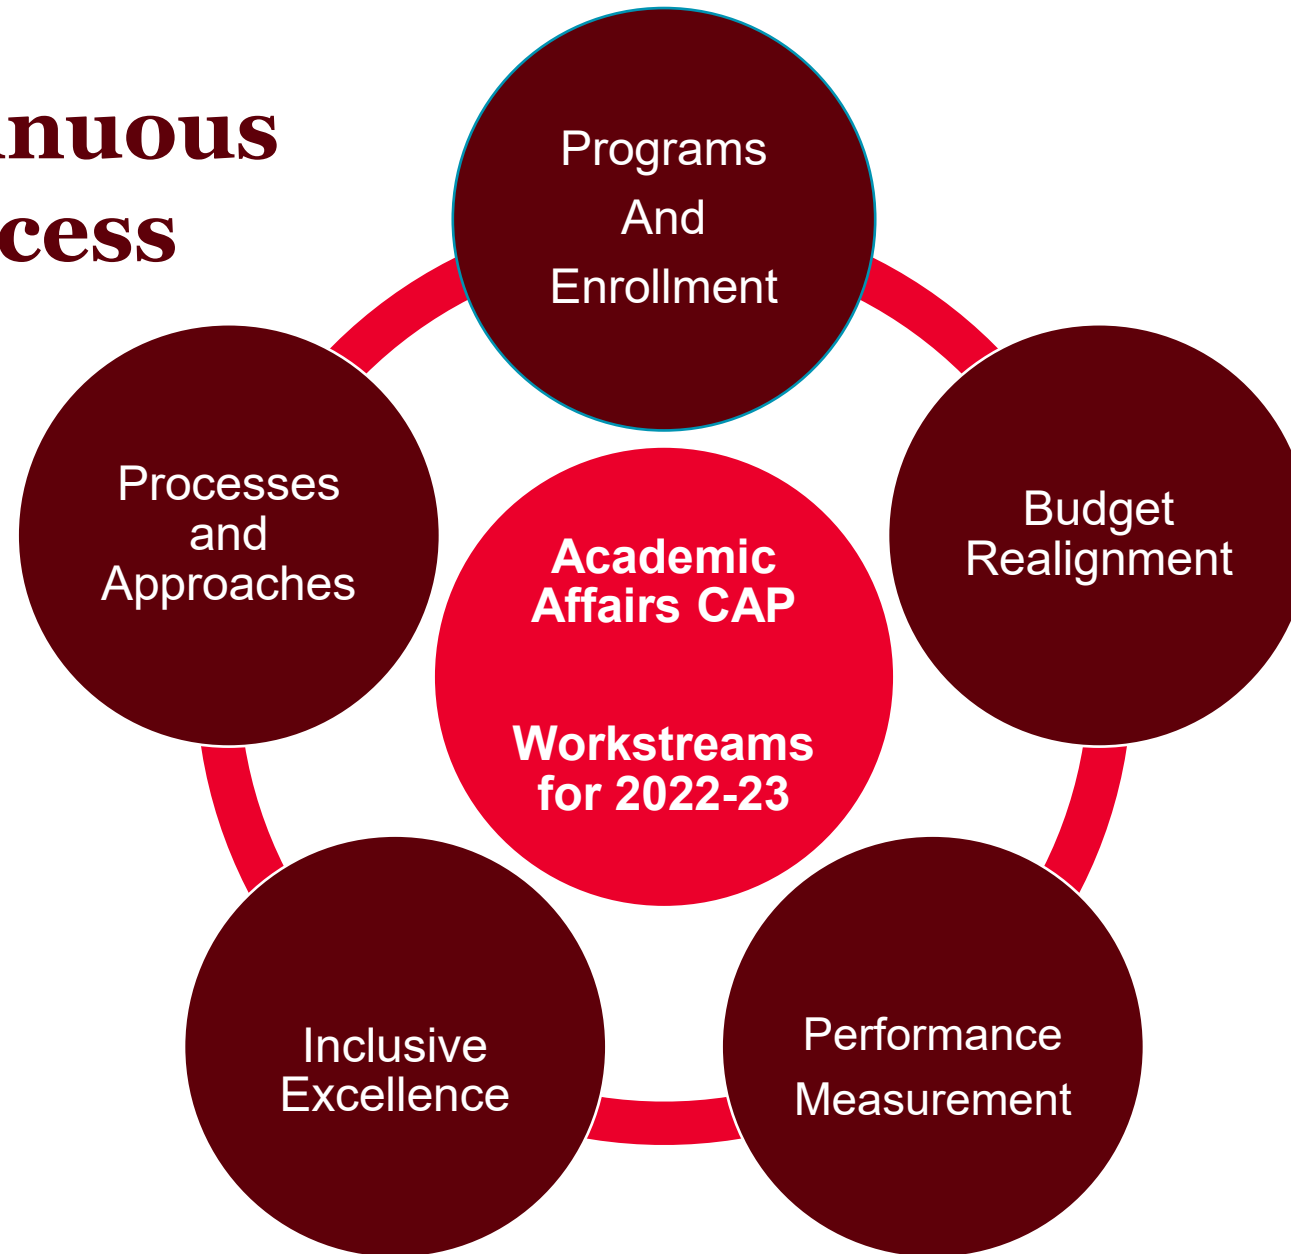 nuous
cess
Programs
And
Enrollment
Processes
and
Approaches
Budget
Realignment
Academic
Affairs CAP
Workstreams
for 2022-23
Inclusive
Excellence
Performance
Measurement